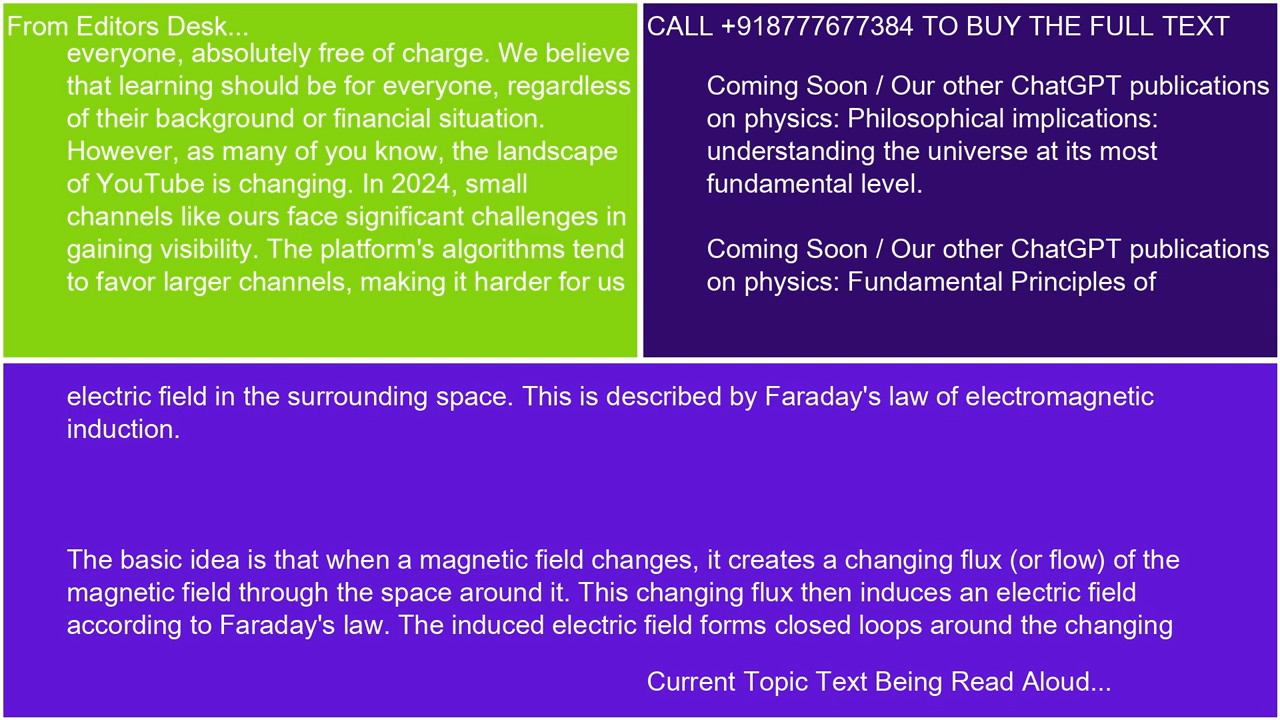 From Editors Desk...
everyone, absolutely free of charge. We believe
that learning should be for everyone, regardless
of their background or financial situation.
However, as many of you know, the landscape
of YouTube is changing. In 2024, small
channels like ours face significant challenges in
gaining visibility. The platform's algorithms tend
to favor larger channels, making it harder for us
CALL +918777677384 TO BUY THE FULL TEXT
Coming Soon / Our other ChatGPT publications
on physics: Philosophical implications:
understanding the universe at its most
fundamental level.
Coming Soon / Our other ChatGPT publications
on physics: Fundamental Principles of
electric field in the surrounding space. This is described by Faraday's law of electromagnetic
induction.
The basic idea is that when a magnetic field changes, it creates a changing flux (or flow) of the
magnetic field through the space around it. This changing flux then induces an electric field
according to Faraday's law. The induced electric field forms closed loops around the changing
Current Topic Text Being Read Aloud...